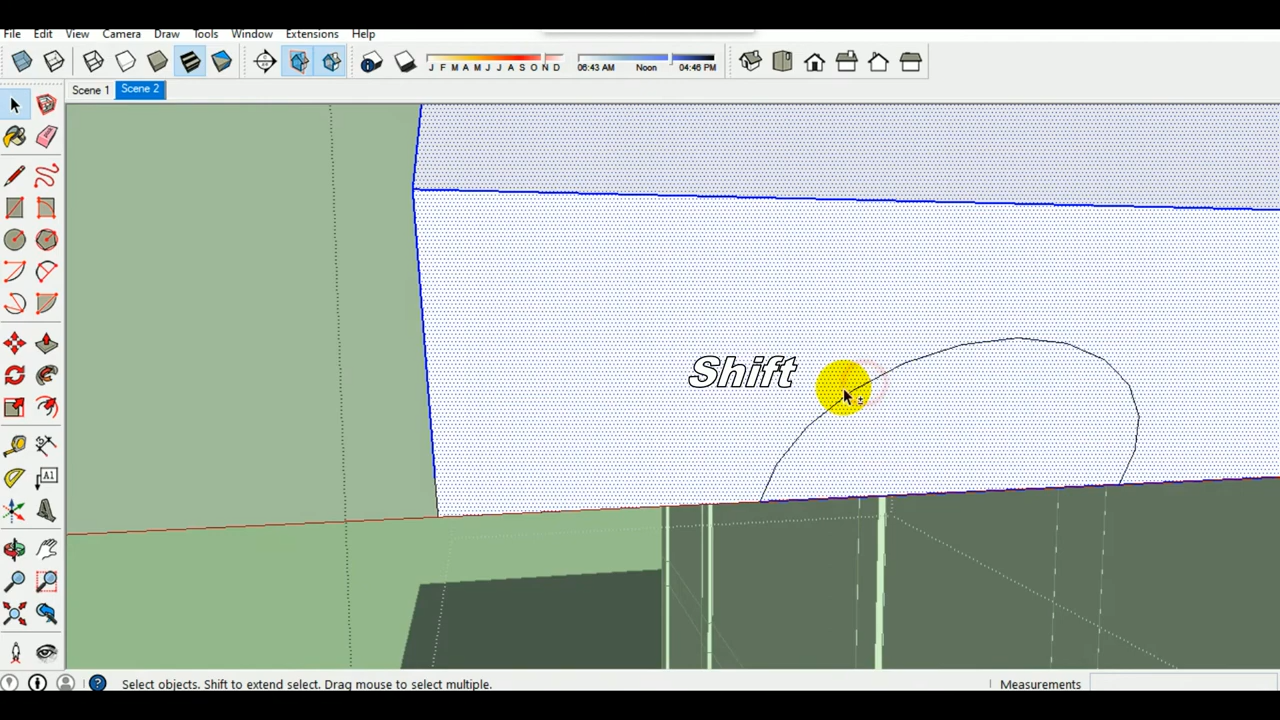 File Edit View Camera Draw Tools Window Extensions Help
J F M A M J J A S O N D 06:43 AM Noon 04:46 PM
Scene 1 Scene 2
A1
Shift
Select objects. Shift to extend select. Drag mouse to select multiple. Measurements